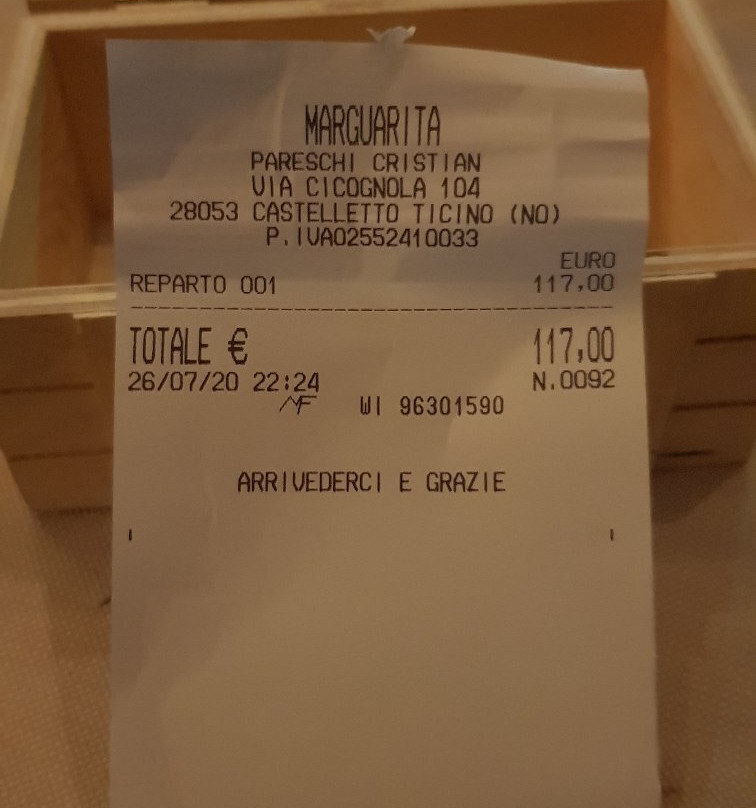 MARGUARITA
PARESCHI CRISTIAN
VIA CICOGNOLA 104
28053 CASTELLETTO TICINO (NO)
P.IVA02552410033
EURO
REPARTO 001 117,00
TOTALE € 117,00
26/07/20 22:24 N.0092
MF WI 96301590
ARRIVEDERCI E GRAZIE